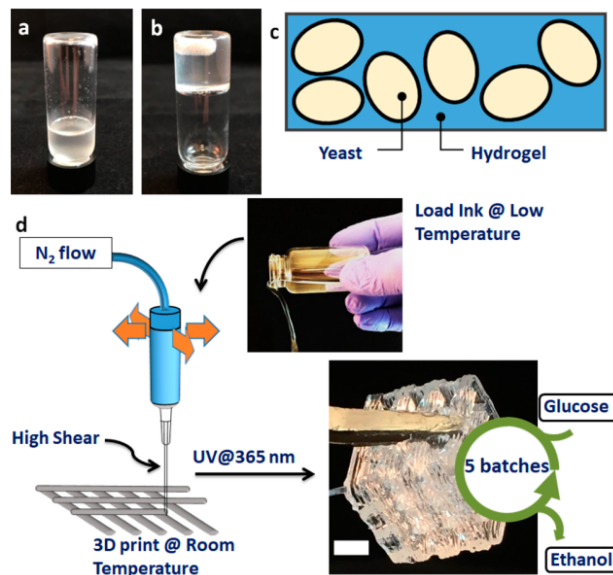 a
b
c
Yeast
Hydrogel
d
N₂ flow
Load Ink @ Low
Temperature
High Shear
UV@365 nm
3D print @ Room
Temperature
Glucose
5 batches
Ethanol